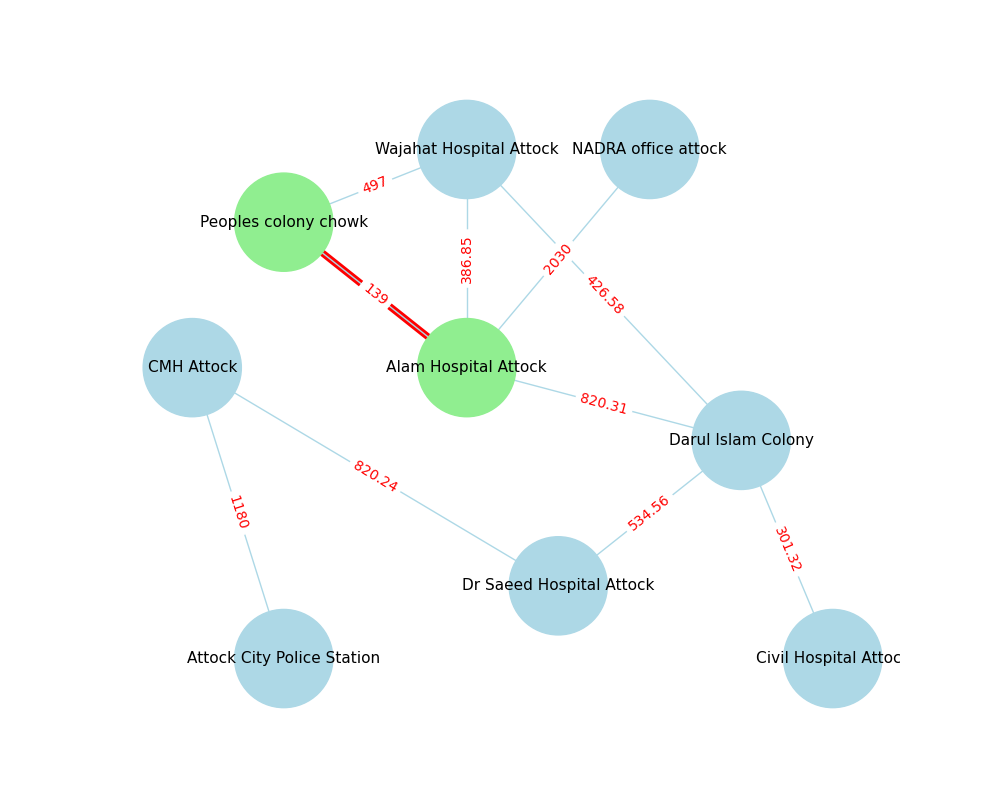 Wajahat Hospital Attock
NADRA office attock
497
Peoples colony chowk
386.85
2030
139
426.58
CMH Attock
Alam Hospital Attock
820.31
Darul Islam Colony
820.24
1180
534.56
301.32
Dr Saeed Hospital Attock
Attock City Police Station
Civil Hospital Attoc